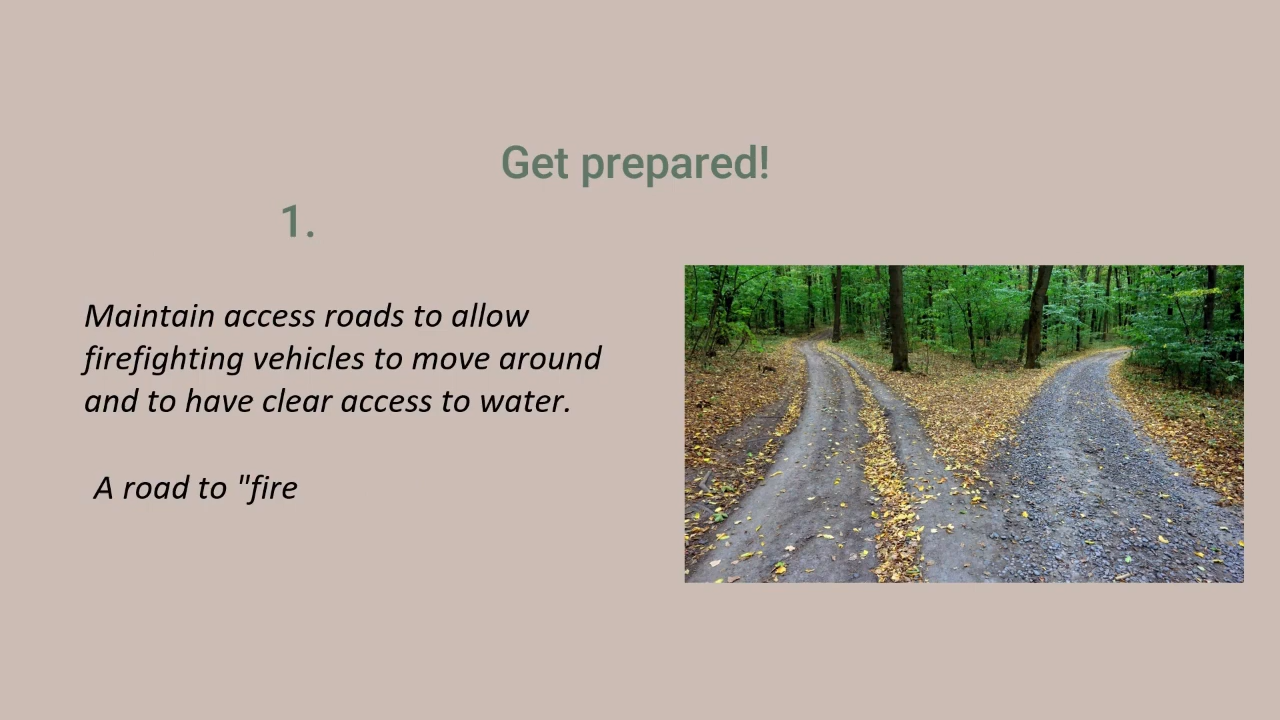 Get prepared!
1.
Maintain access roads to allow
firefighting vehicles to move around
and to have clear access to water.
A road to "fire